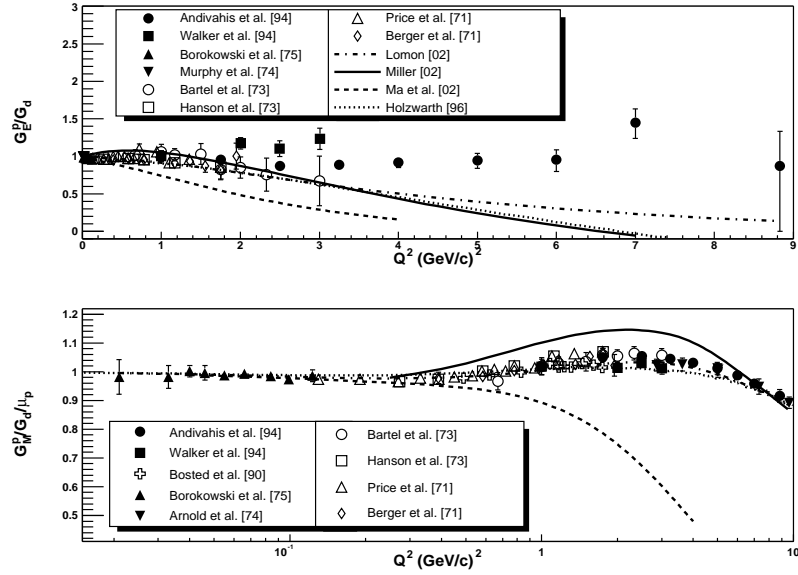 3
2.5
2
1.5
1
0.5
0
G_E^p/G_d
Andivahis et al. [94]
Walker et al. [94]
Borokowski et al. [75]
Murphy et al. [74]
Bartel et al. [73]
Hanson et al. [73]
Price et al. [71]
Berger et al. [71]
Lomon [02]
Miller [02]
Ma et al. [02]
Holzwarth [96]
0 1 2 3 4 5 6 7 8 9
Q^2 (GeV/c)^2
1.2
1.1
1
0.9
0.8
0.7
0.6
0.5
G_M^p/G_d/μ_p
Andivahis et al. [94]
Walker et al. [94]
Bosted et al. [90]
Borokowski et al. [75]
Arnold et al. [74]
Bartel et al. [73]
Hanson et al. [73]
Price et al. [71]
Berger et al. [71]
10^-1 1 10
Q^2 (GeV/c)^2